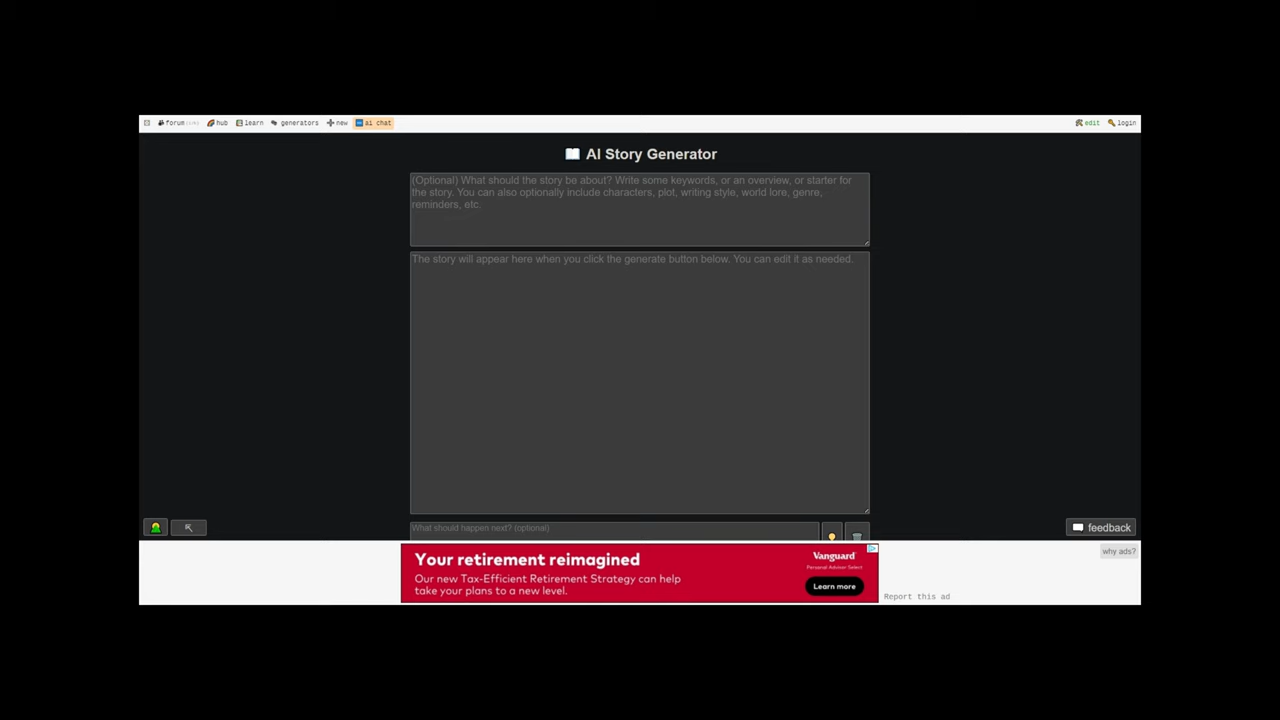 forum hub learn generators new ai chat edit login
AI Story Generator
(Optional) What should the story be about? Write some keywords, or an overview, or starter for
the story. You can also optionally include characters, plot, writing style, world lore, genre,
reminders, etc.
The story will appear here when you click the generate button below. You can edit it as needed.
What should happen next? (optional)
feedback
Your retirement reimagined
Our new Tax-Efficient Retirement Strategy can help
take your plans to a new level.
Vanguard
Personal Advisor Select
Learn more
why ads?
Report this ad